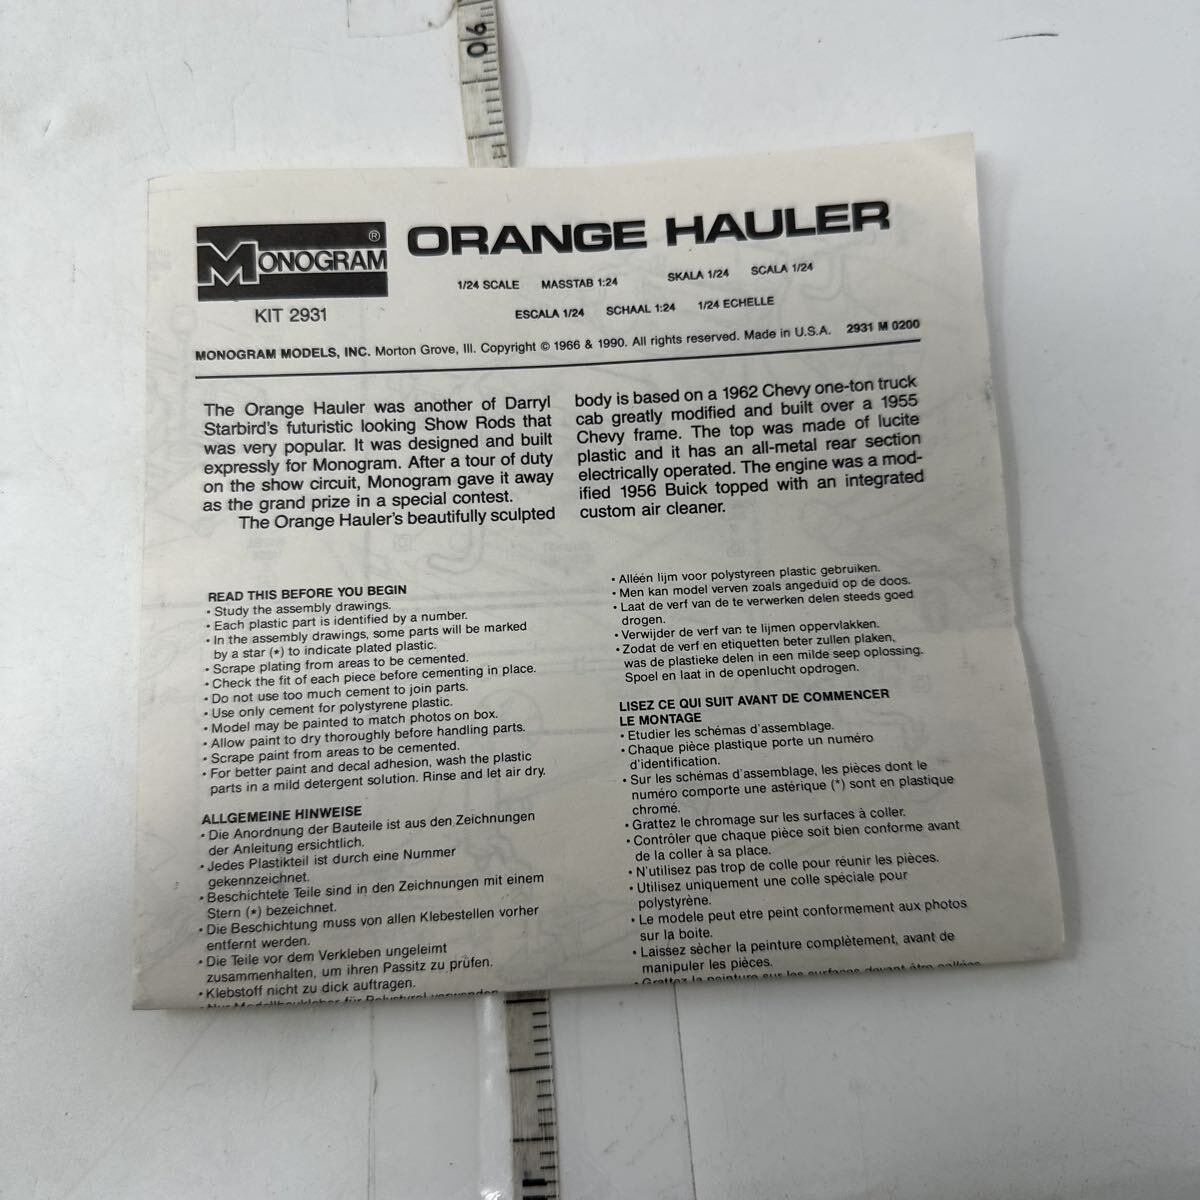 06
MONOGRAM®
KIT 2931
ORANGE HAULER
1/24 SCALE MASSTAB 1:24 SKALA 1/24 SCALA 1/24
ESCALA 1/24 SCHAAL 1:24 1/24 ECHELLE
MONOGRAM MODELS, INC. Morton Grove, Ill. Copyright © 1966 & 1990. All rights reserved. Made in U.S.A. 2931 M 0200
The Orange Hauler was another of Darryl
Starbird's futuristic looking Show Rods that
was very popular. It was designed and built
expressly for Monogram. After a tour of duty
on the show circuit, Monogram gave it away
as the grand prize in a special contest.
The Orange Hauler's beautifully sculpted
body is based on a 1962 Chevy one-ton truck
cab greatly modified and built over a 1955
Chevy frame. The top was made of lucite
plastic and it has an all-metal rear section
electrically operated. The engine was a mod-
ified 1956 Buick topped with an integrated
custom air cleaner.
READ THIS BEFORE YOU BEGIN
• Study the assembly drawings.
• Each plastic part is identified by a number.
• In the assembly drawings, some parts will be marked
by a star (*) to indicate plated plastic.
• Scrape plating from areas to be cemented.
• Check the fit of each piece before cementing in place.
• Do not use too much cement to join parts.
• Use only cement for polystyrene plastic.
• Model may be painted to match photos on box.
• Allow paint to dry thoroughly before handling parts.
• Scrape paint from areas to be cemented.
• For better paint and decal adhesion, wash the plastic
parts in a mild detergent solution. Rinse and let air dry.
ALLGEMEINE HINWEISE
• Die Anordnung der Bauteile ist aus den Zeichnungen
der Anleitung ersichtlich.
• Jedes Plastikteil ist durch eine Nummer
gekennzeichnet.
• Beschichtete Teile sind in den Zeichnungen mit einem
Stern (*) bezeichnet.
• Die Beschichtung muss von allen Klebestellen vorher
entfernt werden.
• Die Teile vor dem Verkleben ungeleimt
zusammenhalten, um ihren Passitz zu prüfen.
• Klebstoff nicht zu dick auftragen.
• Nur Modellbaukleber für Polystyrol verwenden
• Alléén lijm voor polystyreen plastic gebruiken.
• Men kan model verven zoals angeduid op de doos.
• Laat de verf van de te verwerken delen steeds goed
drogen.
• Verwijder de verf van te lijmen oppervlakken.
• Zodat de verf en etiquetten beter zullen plaken,
was de plastieke delen in een milde seep oplossing.
Spoel en laat in de openlucht opdrogen.
LISEZ CE QUI SUIT AVANT DE COMMENCER
LE MONTAGE
• Etudier les schémas d'assemblage.
• Chaque pièce plastique porte un numéro
d'identification.
• Sur les schémas d'assemblage, les pièces dont le
numéro comporte une astérique (*) sont en plastique
chromé.
• Grattez le chromage sur les surfaces à coller.
• Contrôler que chaque pièce soit bien conforme avant
de la coller à sa place.
• N'utilisez pas trop de colle pour réunir les pièces.
• Utilisez uniquement une colle spéciale pour
polystyrène.
• Le modele peut etre peint conformement aux photos
sur la boite.
• Laissez sècher la peinture complètement, avant de
manipuler les pièces.
• Grattez la peinture sur les surfaces devant être collées